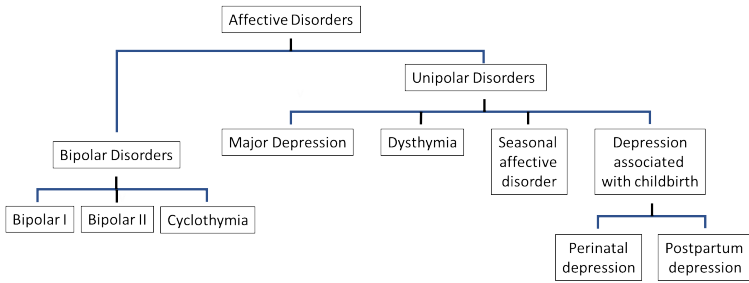 Affective Disorders
Unipolar Disorders
Major Depression
Dysthymia
Seasonal
affective
disorder
Depression
associated
with childbirth
Bipolar Disorders
Bipolar I
Bipolar II
Cyclothymia
Perinatal
depression
Postpartum
depression